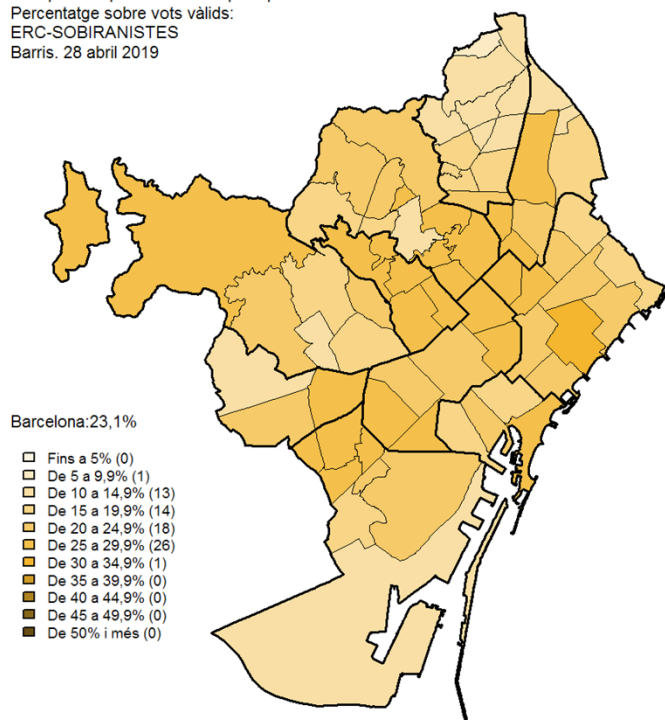 Percentatge sobre vots vàlids:
ERC-SOBIRANISTES
Barris. 28 abril 2019
Barcelona:23,1%
Fins a 5% (0)
De 5 a 9,9% (1)
De 10 a 14,9% (13)
De 15 a 19,9% (14)
De 20 a 24,9% (18)
De 25 a 29,9% (26)
De 30 a 34,9% (1)
De 35 a 39,9% (0)
De 40 a 44,9% (0)
De 45 a 49,9% (0)
De 50% i més (0)